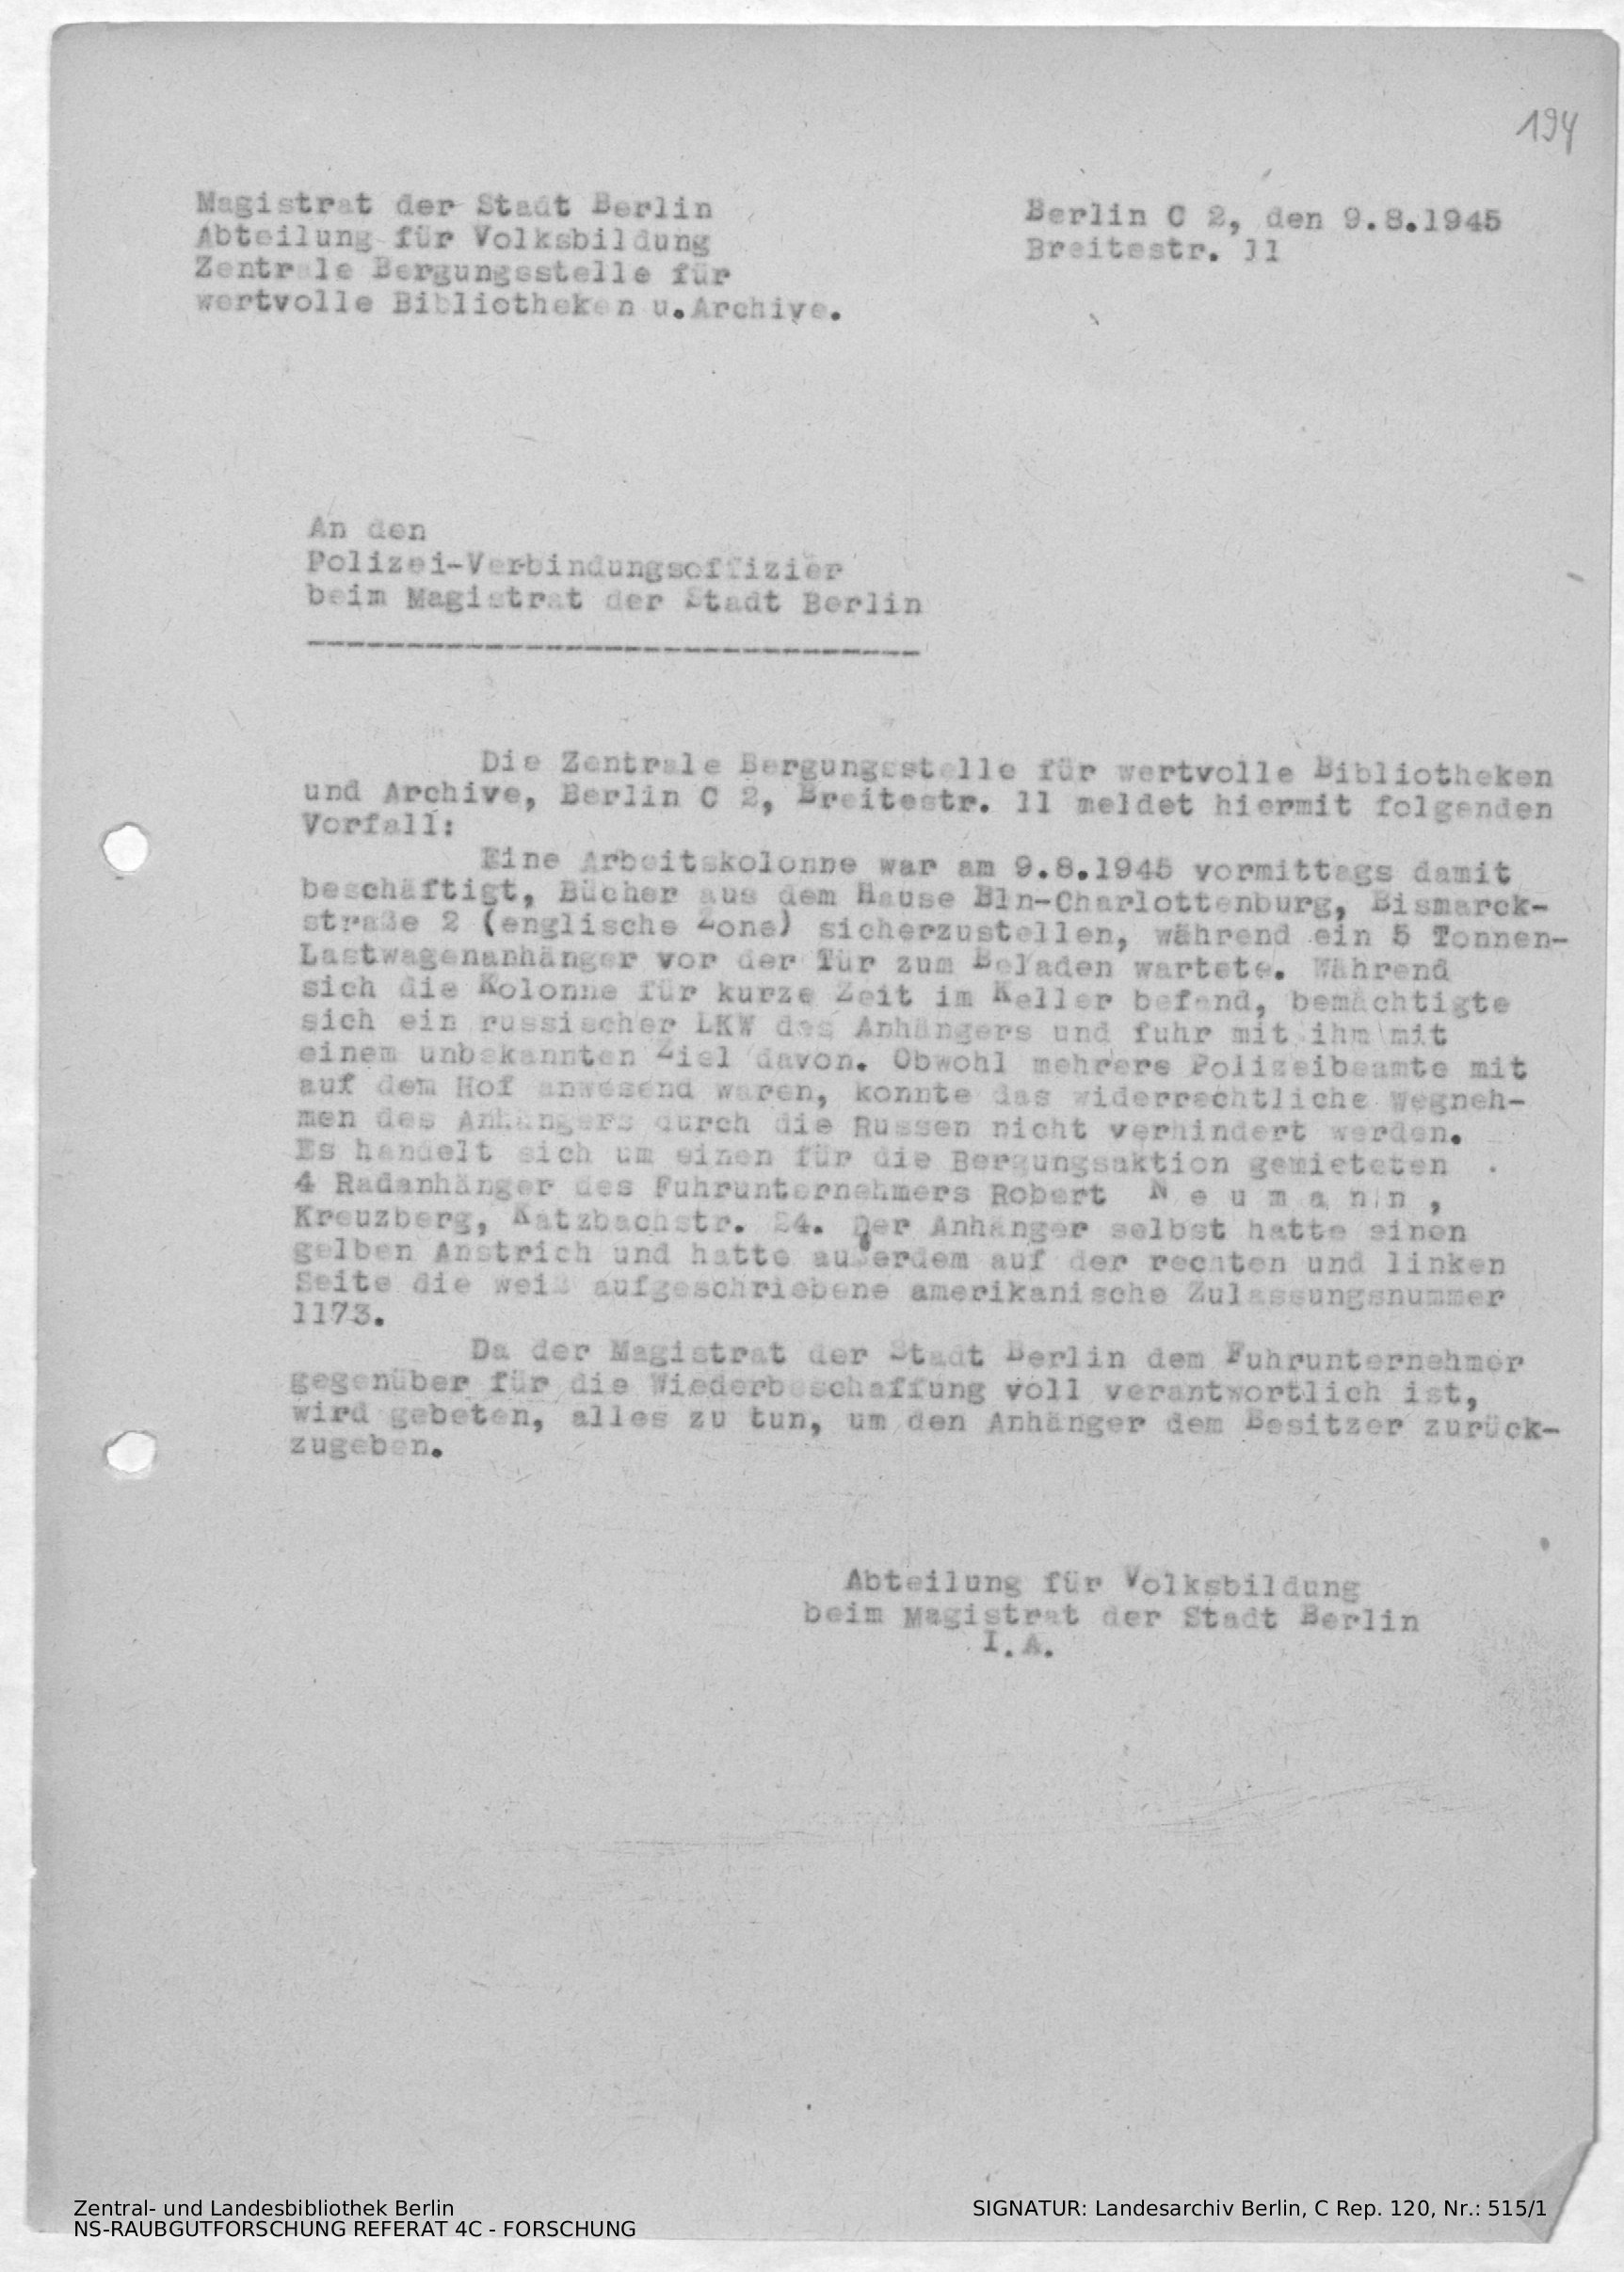 194
Magistrat der Stadt Berlin
Abteilung für Volksbildung
Zentrale Bergungsstelle für
wertvolle Bibliotheken u.Archive.
Berlin C 2, den 9.8.1945
Breitestr. 11
An den
Polizei-Verbindungsoffizier
beim Magistrat der Stadt Berlin
Die Zentrale Bergungsstelle für wertvolle Bibliotheken
und Archive, Berlin C 2, Breitestr. 11 meldet hiermit folgenden
Vorfall:
Eine Arbeitskolonne war am 9.8.1945 vormittags damit
beschäftigt, Bücher aus dem Hause Bln-Charlottenburg, Bismarck-
straße 2 (englische Zone) sicherzustellen, während ein 5 Tonnen-
Lastwagenanhänger vor der Tür zum Beladen wartete. Während
sich die Kolonne für kurze Zeit im Keller befand, bemächtigte
sich ein russischer LKW des Anhängers und fuhr mit ihm mit
einem unbekannten Ziel davon. Obwohl mehrere Polizeibeamte mit
auf dem Hof anwesend waren, konnte das widerrechtliche Wegneh-
men des Anhängers durch die Russen nicht verhindert werden.
Es handelt sich um einen für die Bergungsaktion gemieteten
4 Radanhänger des Fuhrunternehmers Robert N e u m a n n ,
Kreuzberg, Katzbachstr. 24. Der Anhänger selbst hatte einen
gelben Anstrich und hatte außerdem auf der rechten und linken
Seite die weiß aufgeschriebene amerikanische Zulassungsnummer
1173.
Da der Magistrat der Stadt Berlin dem Fuhrunternehmer
gegenüber für die Wiederbeschaffung voll verantwortlich ist,
wird gebeten, alles zu tun, um den Anhänger dem Besitzer zurück-
zugeben.
Abteilung für Volksbildung
beim Magistrat der Stadt Berlin
I.A.
Zentral- und Landesbibliothek Berlin
NS-RAUBGUTFORSCHUNG REFERAT 4C - FORSCHUNG
SIGNATUR: Landesarchiv Berlin, C Rep. 120, Nr.: 515/1